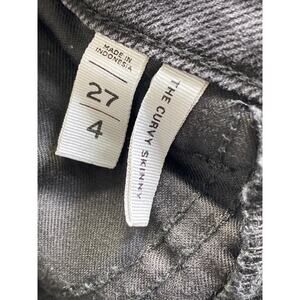 MADE IN
INDONESIA
27
4
THE CURVY SKINNY